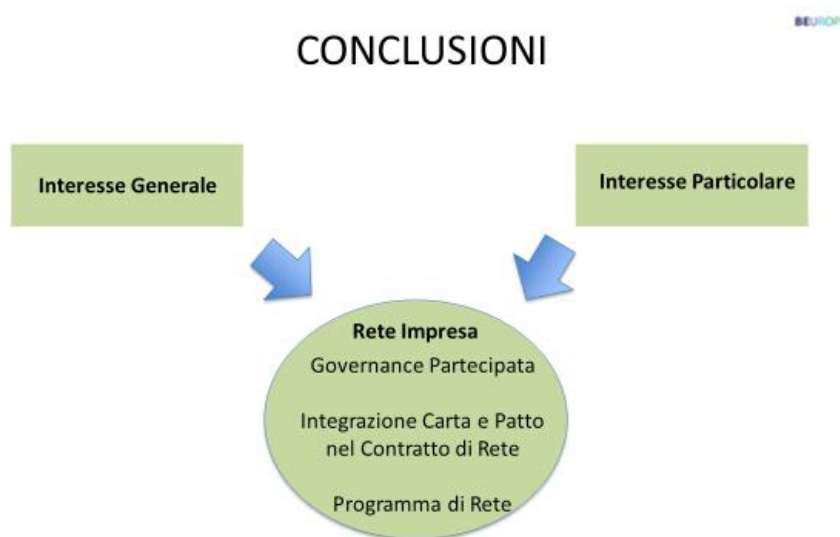 BEUROP
CONCLUSIONI
Interesse Generale
Interesse Particolare
Rete Impresa
Governance Partecipata
Integrazione Carta e Patto
nel Contratto di Rete
Programma di Rete